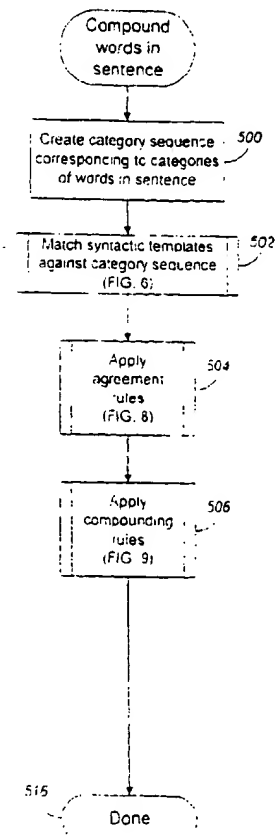 Compound
words in
sentence
Create category sequence
corresponding to categories
of words in sentence
500
Match syntactic templates
against category sequence
(FIG. 6)
502
Apply
agreement
rules
(FIG. 8)
504
Apply
compounding
rules
(FIG. 9)
506
516
Done